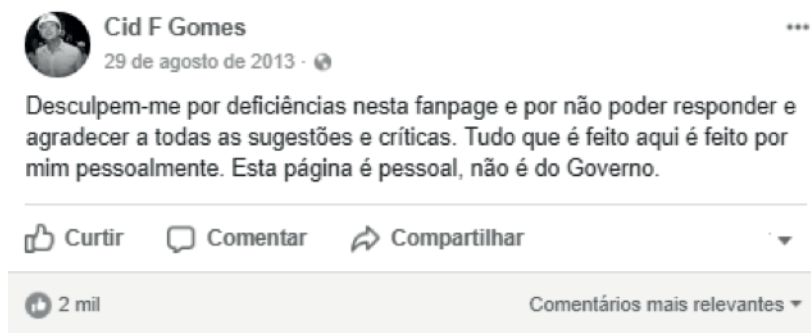 Cid F Gomes
29 de agosto de 2013 ·
Desculpem-me por deficiências nesta fanpage e por não poder responder e
agradecer a todas as sugestões e críticas. Tudo que é feito aqui é feito por
mim pessoalmente. Esta página é pessoal, não é do Governo.
Curtir Comentar Compartilhar
2 mil Comentários mais relevantes